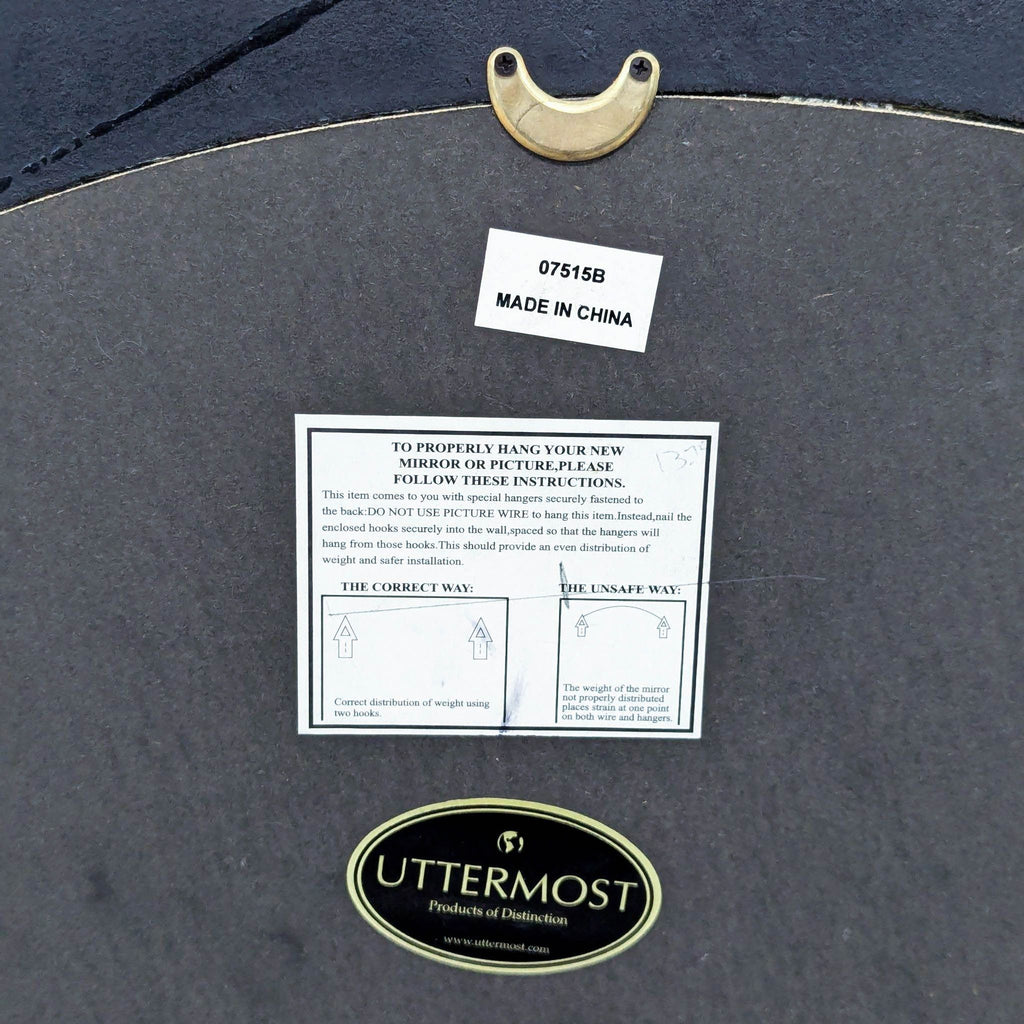 07515B
MADE IN CHINA
TO PROPERLY HANG YOUR NEW
MIRROR OR PICTURE,PLEASE
FOLLOW THESE INSTRUCTIONS.
This item comes to you with special hangers securely fastened to
the back:DO NOT USE PICTURE WIRE to hang this item.Instead,nail the
enclosed hooks securely into the wall,spaced so that the hangers will
hang from those hooks.This should provide an even distribution of
weight and safer installation.
THE CORRECT WAY:
Correct distribution of weight using
two hooks.
THE UNSAFE WAY:
The weight of the mirror
not properly distributed
places strain at one point
on both wire and hangers.
UTTERMOST
Products of Distinction
www.uttermost.com